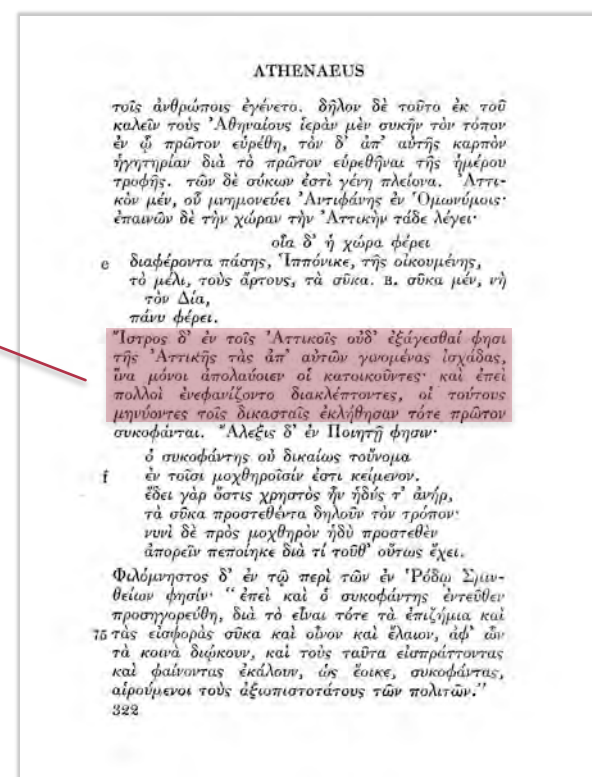 ATHENAEUS
τοῖς ἀνθρώποις ἐγένετο. δῆλον δὲ τοῦτο ἐκ τοῦ
καλεῖν τοὺς Ἀθηναίους ἱερὰν μὲν συκῆν τὸν τόπον
ἐν ᾧ πρῶτον εὑρέθη, τὸν δ' ἀπ' αὐτῆς καρπὸν
ἡγητηρίαν διὰ τὸ πρῶτον εὑρεθῆναι τῆς ἡμέρου
τροφῆς. τῶν δὲ σύκων ἐστὶ γένη πλείονα. Ἀττι-
κὸν μέν, οὗ μνημονεύει Ἀντιφάνης ἐν Ὁμωνύμοις·
ἐπαινῶν δὲ τὴν χώραν τὴν Ἀττικὴν τάδε λέγει·
οἷα δ' ἡ χώρα φέρει
e διαφέροντα πάσης, Ἱππόνικε, τῆς οἰκουμένης,
τὸ μέλι, τοὺς ἄρτους, τὰ σῦκα. Β. σῦκα μέν, νὴ
τὸν Δία,
πάνυ φέρει.
Ἴστρος δ' ἐν τοῖς Ἀττικοῖς οὐδ' ἐξάγεσθαί φησι
τῆς Ἀττικῆς τὰς ἀπ' αὐτῶν γινομένας ἰσχάδας,
ἵνα μόνοι ἀπολαύοιεν οἱ κατοικοῦντες· καὶ ἐπεὶ
πολλοὶ ἐνεφανίζοντο διακλέπτοντες, οἱ τούτους
μηνύοντες τοῖς δικασταῖς ἐκλήθησαν τότε πρῶτον
συκοφάνται. Ἄλεξις δ' ἐν Ποιητῇ φησιν·
ὁ συκοφάντης οὐ δικαίως τοὔνομα
f ἐν τοῖσι μοχθηροῖσίν ἐστι κείμενον.
ἔδει γὰρ ὅστις χρηστὸς ἦν ἡδύς τ' ἀνήρ,
τὰ σῦκα προστεθέντα δηλοῦν τὸν τρόπον·
νυνὶ δὲ πρὸς μοχθηρὸν ἡδὺ προστεθὲν
ἀπορεῖν πεποίηκε διὰ τί τοῦθ' οὕτως ἔχει.
Φιλόμνηστος δ' ἐν τῷ περὶ τῶν ἐν Ῥόδῳ Σμιν-
θείων φησίν· “ἐπεὶ καὶ ὁ συκοφάντης ἐντεῦθεν
προσηγορεύθη, διὰ τὸ εἶναι τότε τὰ ἐπιζήμια καὶ
75 τὰς εἰσφορὰς σῦκα καὶ οἶνον καὶ ἔλαιον, ἀφ' ὧν
τὰ κοινὰ διῴκουν, καὶ τοὺς ταῦτα εἰσπράττοντας
καὶ φαίνοντας ἐκάλουν, ὡς ἔοικε, συκοφάντας,
αἱρούμενοι τοὺς ἀξιοπιστοτάτους τῶν πολιτῶν.”
322